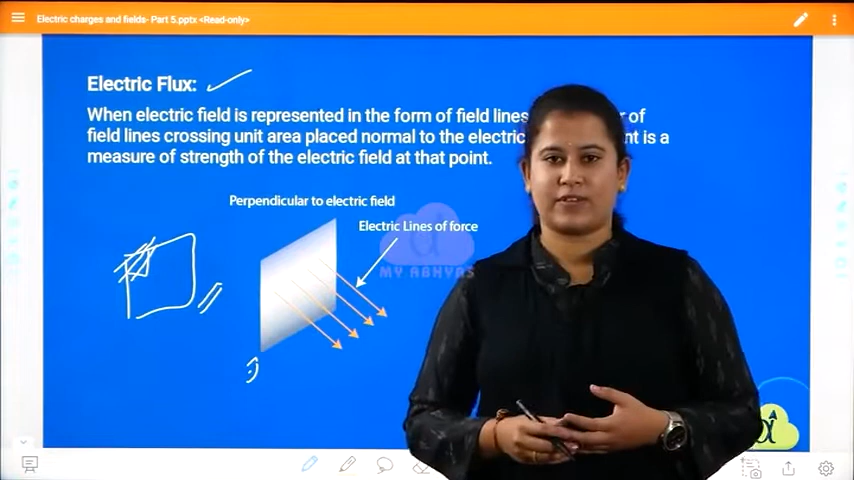 Electric charges and fields- Part 5.pptx <Read-only>
Electric Flux:
When electric field is represented in the form of field lines of
field lines crossing unit area placed normal to the electric is a
measure of strength of the electric field at that point.
Perpendicular to electric field
Electric Lines of force
MY ABHYAS